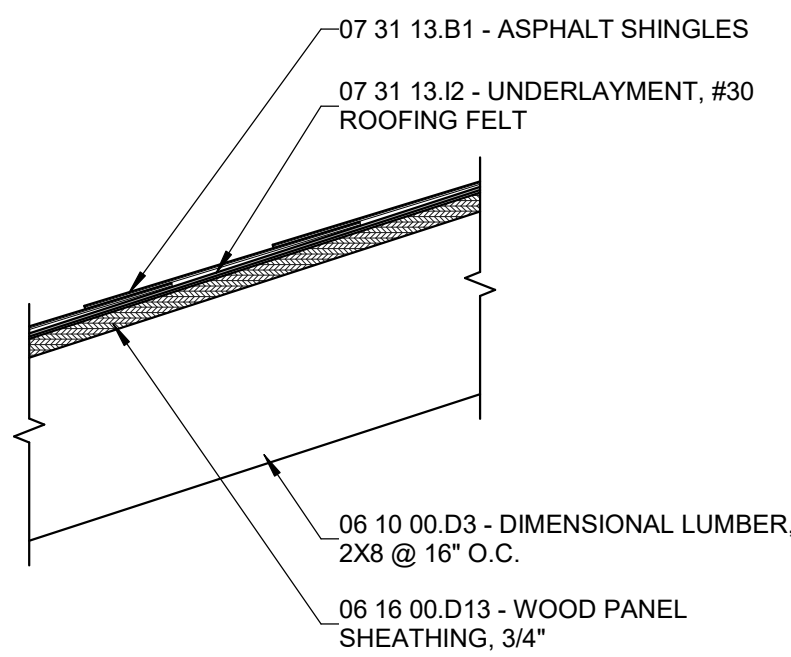 07 31 13.B1 - ASPHALT SHINGLES
07 31 13.I2 - UNDERLAYMENT, #30
ROOFING FELT
06 10 00.D3 - DIMENSIONAL LUMBER,
2X8 @ 16" O.C.
06 16 00.D13 - WOOD PANEL
SHEATHING, 3/4"